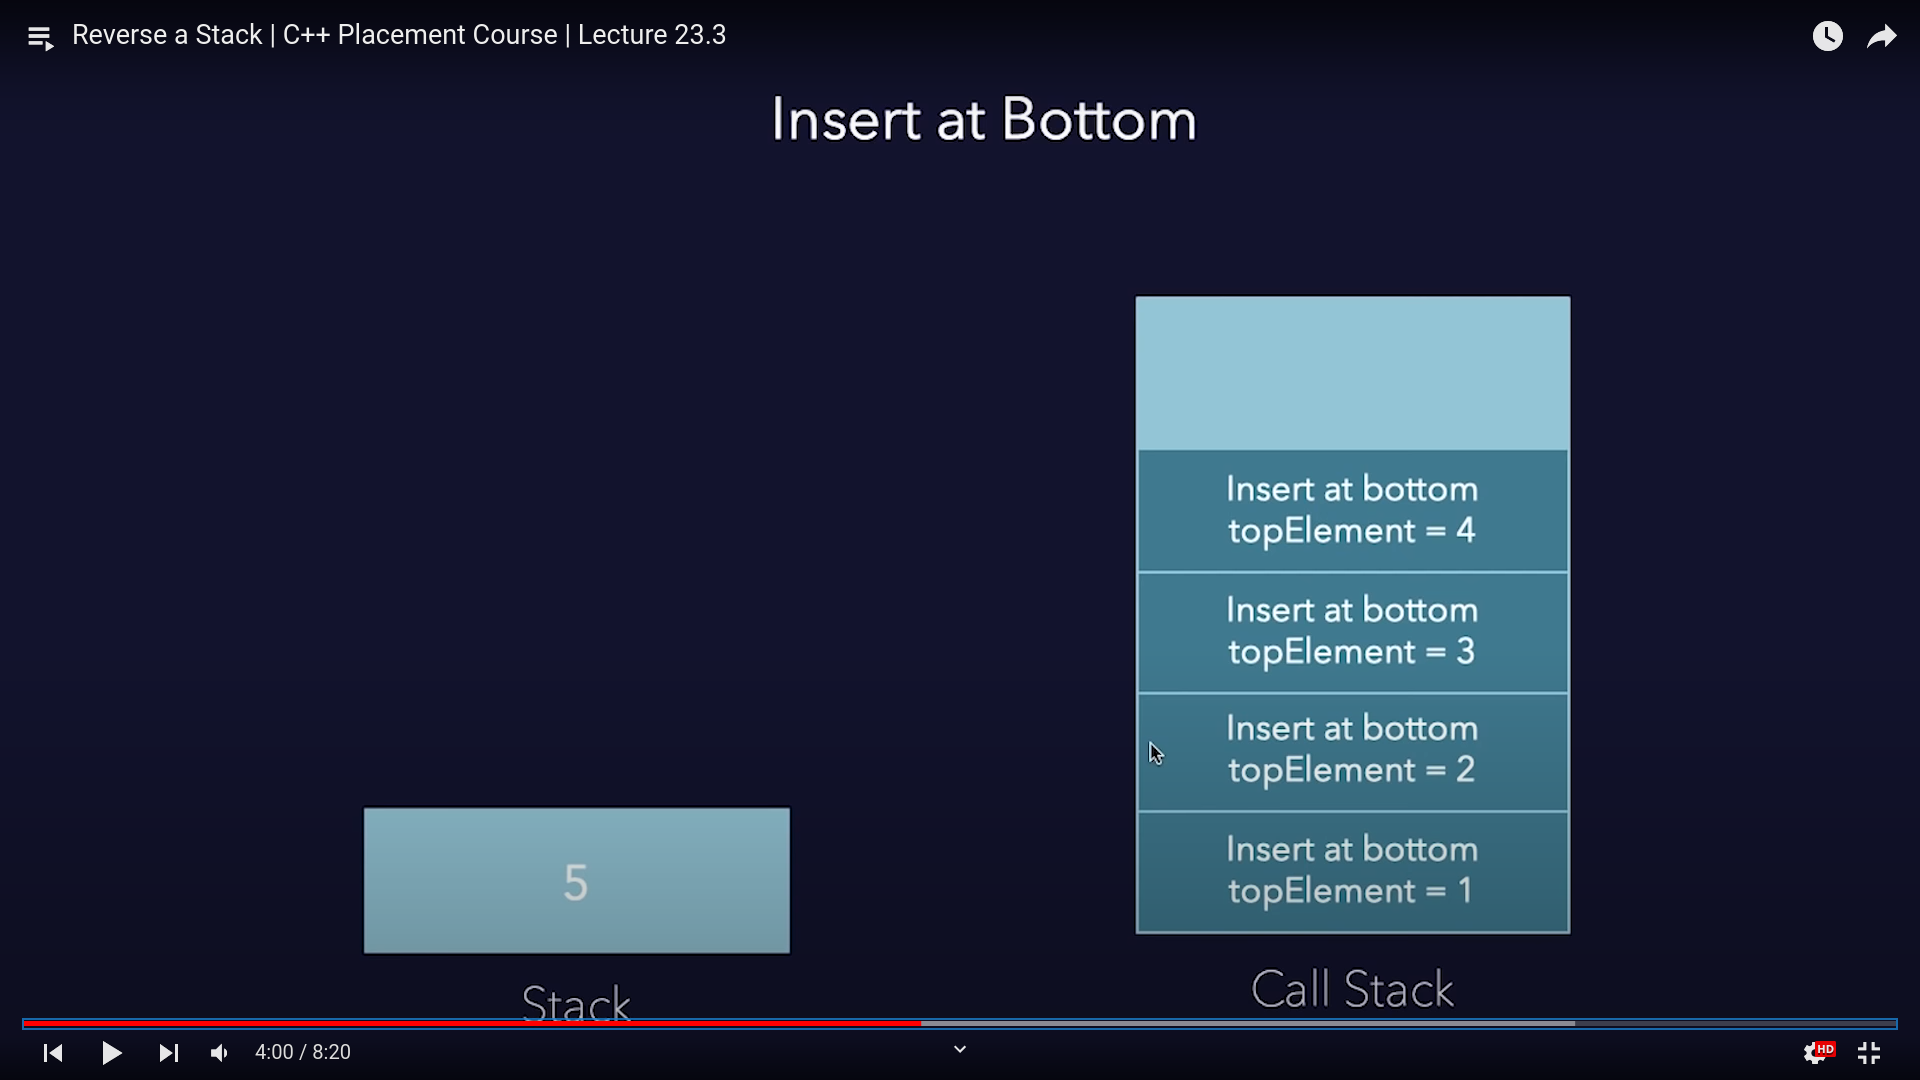 Reverse a Stack | C++ Placement Course | Lecture 23.3
Insert at Bottom
Insert at bottom
topElement = 4
Insert at bottom
topElement = 3
Insert at bottom
topElement = 2
Insert at bottom
topElement = 1
5
Stack
Call Stack
4:00 / 8:20
HD